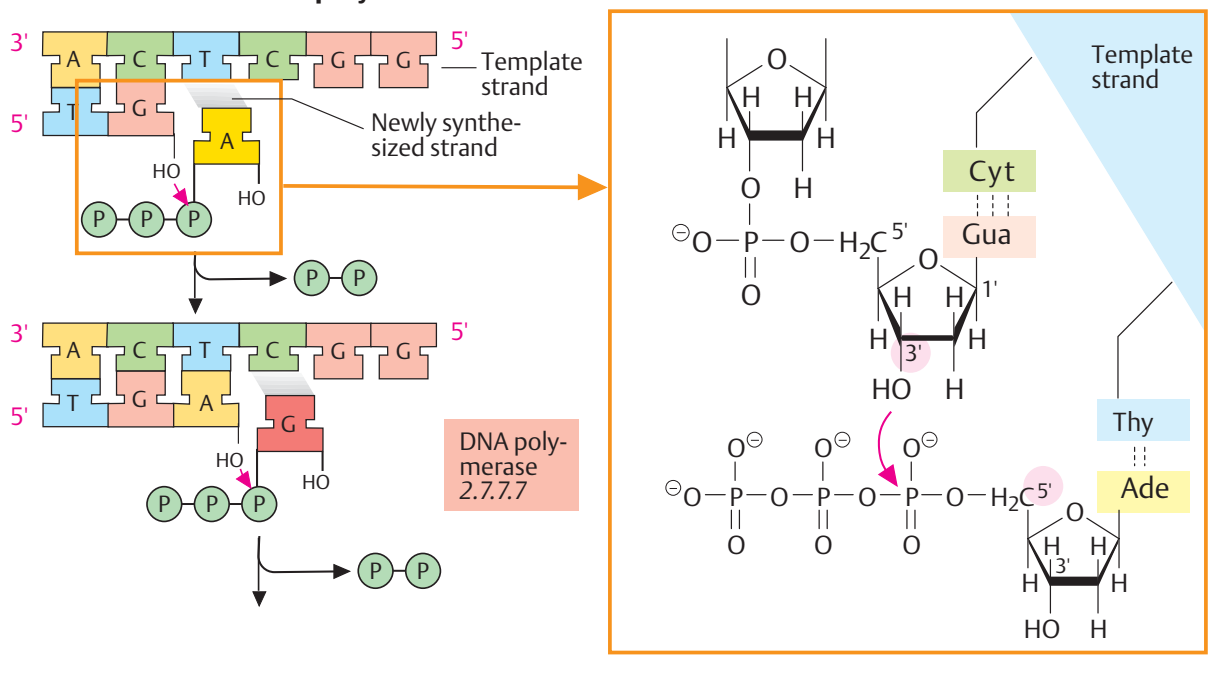 3' A C T C G G 5'
Template
strand
5' T G
A
Newly synthe-
sized strand
HO
HO
P P P
P P
3' A C T C G G 5'
5' T G A
G
HO
HO
P P P
P P
DNA poly-
merase
2.7.7.7
Template
strand
O
H H
H H
O H
⊖O P O H2C 5'
O
Cyt
Gua
O
1'
H H
H H
3'
HO H
Thy
Ade
O⊖ O⊖ O⊖
⊖O P O P O P O H2C 5'
O O O
O
H H
3'
H H
HO H